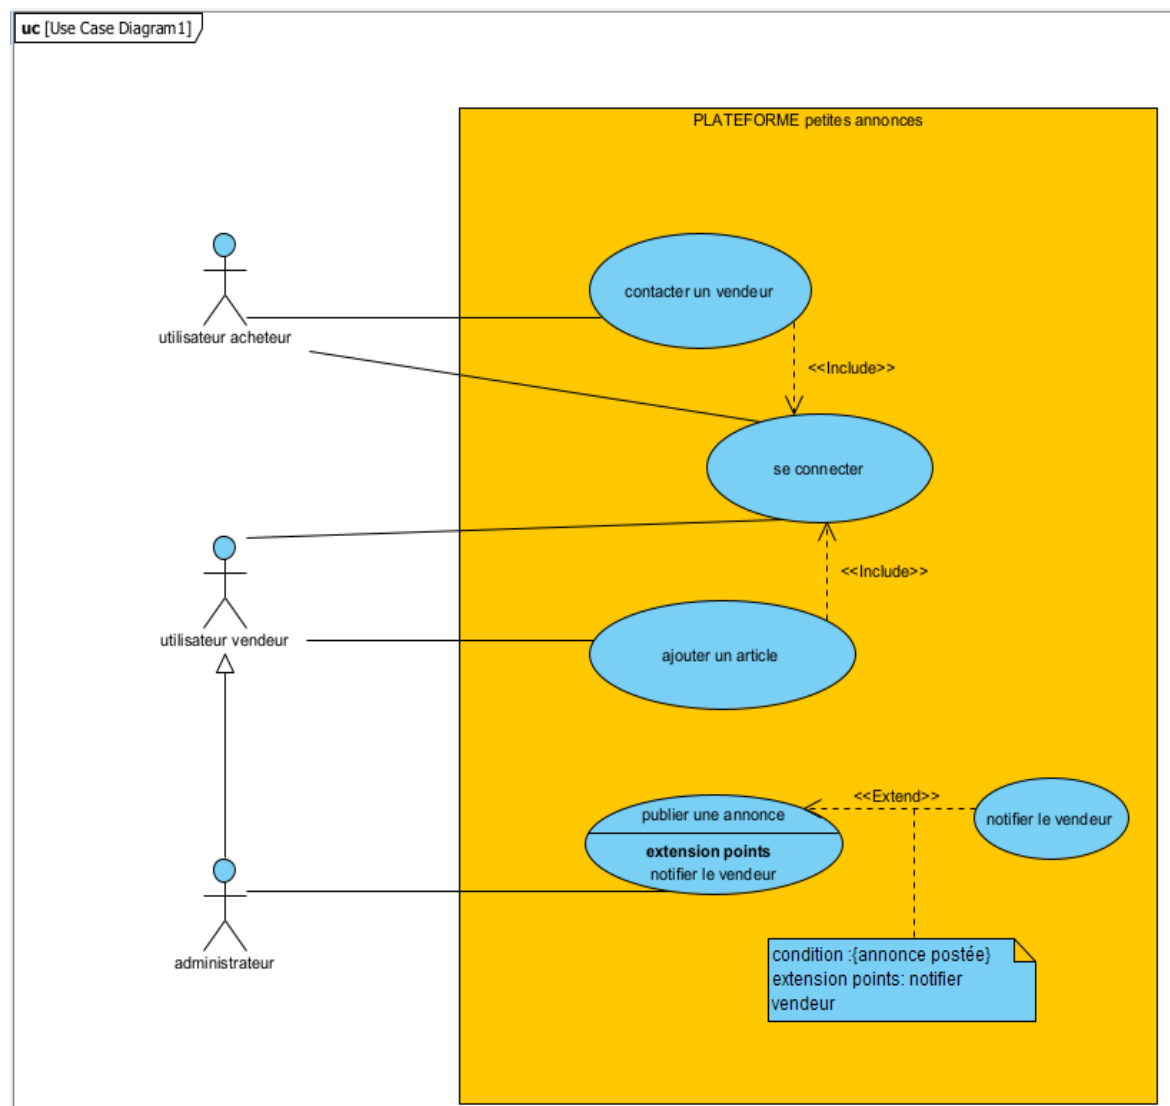 uc [Use Case Diagram1]
PLATEFORME petites annonces
contacter un vendeur
utilisateur acheteur
<<Include>>
se connecter
<<Include>>
utilisateur vendeur
ajouter un article
<<Extend>>
publier une annonce
notifier le vendeur
extension points
notifier le vendeur
administrateur
condition :{annonce postée}
extension points: notifier
vendeur